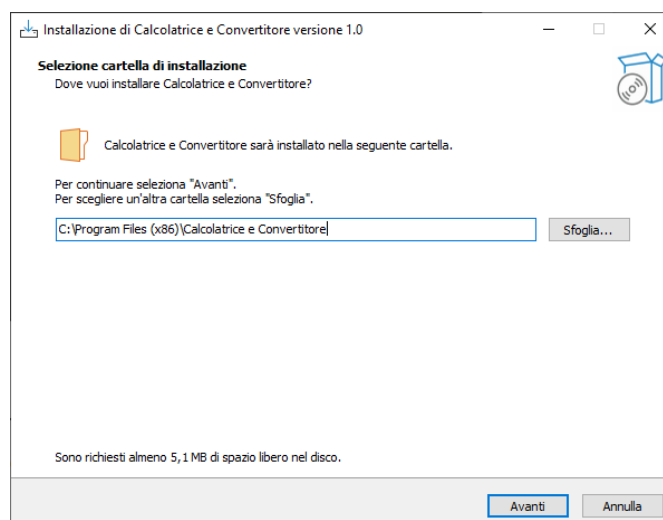 Installazione di Calcolatrice e Convertitore versione 1.0
Selezione cartella di installazione
Dove vuoi installare Calcolatrice e Convertitore?
Calcolatrice e Convertitore sarà installato nella seguente cartella.
Per continuare seleziona "Avanti".
Per scegliere un'altra cartella seleziona "Sfoglia".
C:\Program Files (x86)\Calcolatrice e Convertitore
Sfoglia...
Sono richiesti almeno 5,1 MB di spazio libero nel disco.
Avanti
Annulla